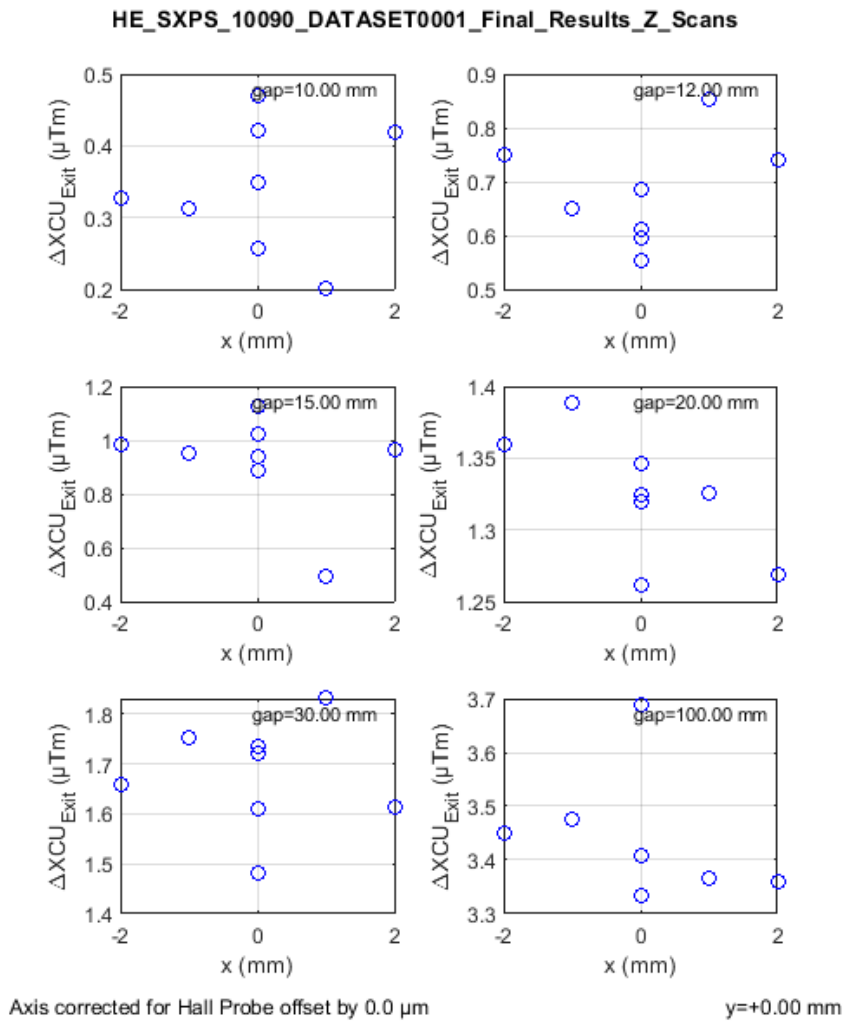 HE_SXPS_10090_DATASET0001_Final_Results_Z_Scans
gap=10.00 mm
ΔXCU_Exit (µTm)
0.5
0.4
0.3
0.2
-2
0
2
x (mm)
gap=12.00 mm
ΔXCU_Exit (µTm)
0.9
0.8
0.7
0.6
0.5
-2
0
2
x (mm)
gap=15.00 mm
ΔXCU_Exit (µTm)
1.2
1
0.8
0.6
0.4
-2
0
2
x (mm)
gap=20.00 mm
ΔXCU_Exit (µTm)
1.4
1.35
1.3
1.25
-2
0
2
x (mm)
gap=30.00 mm
ΔXCU_Exit (µTm)
1.8
1.7
1.6
1.5
1.4
-2
0
2
x (mm)
gap=100.00 mm
ΔXCU_Exit (µTm)
3.7
3.6
3.5
3.4
3.3
-2
0
2
x (mm)
Axis corrected for Hall Probe offset by 0.0 µm
y=+0.00 mm